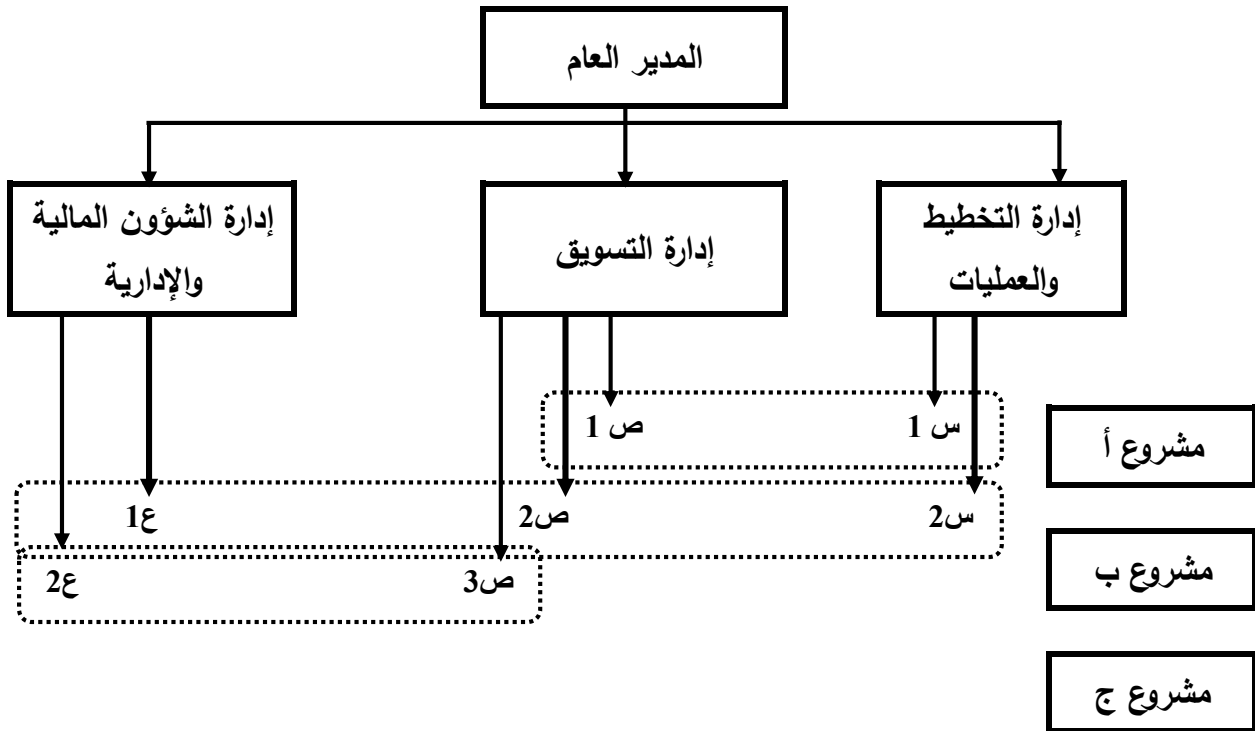 المدير العام
إدارة التخطيط
والعمليات
إدارة التسويق
إدارة الشؤون المالية
والإدارية
س 1
ص 1
مشروع أ
س2
ص2
ع1
مشروع ب
ص3
ع2
مشروع ج